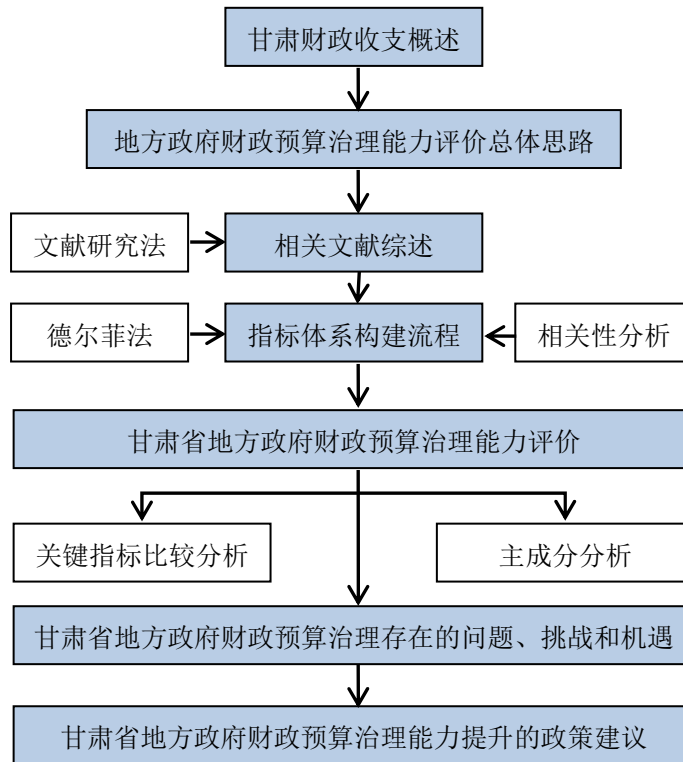 甘肃财政收支概述
地方政府财政预算治理能力评价总体思路
文献研究法
相关文献综述
德尔菲法
指标体系构建流程
相关性分析
甘肃省地方政府财政预算治理能力评价
关键指标比较分析
主成分分析
甘肃省地方政府财政预算治理存在的问题、挑战和机遇
甘肃省地方政府财政预算治理能力提升的政策建议